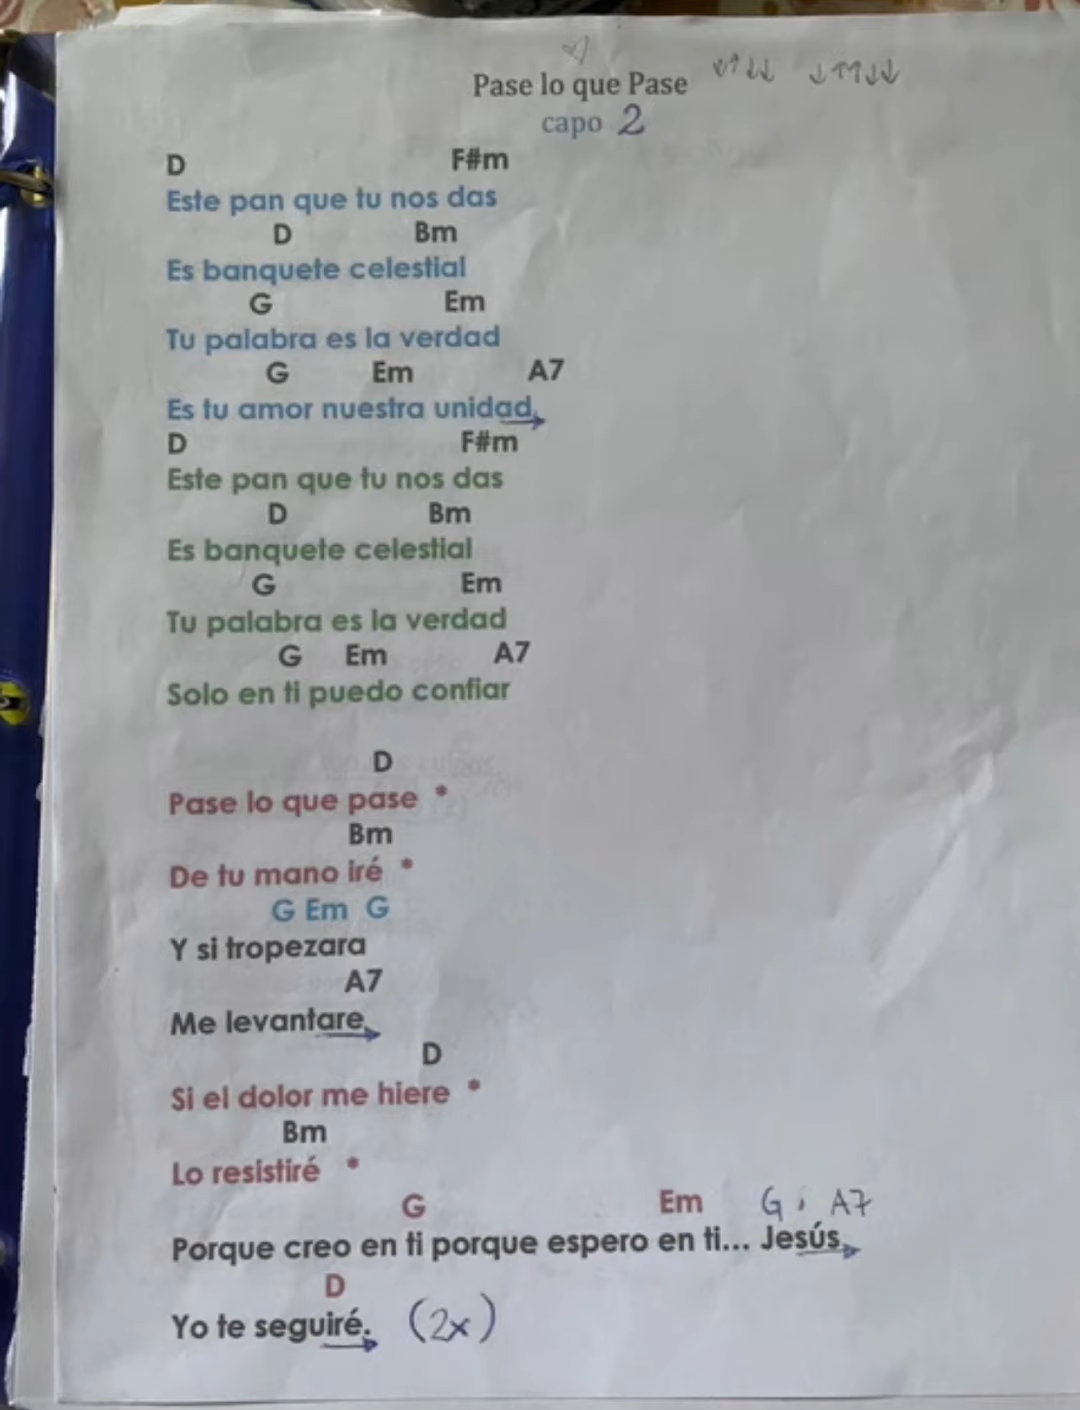 Pase lo que Pase ↓↑↓↓ ↓↑↑↓↓
capo 2
D F#m
Este pan que tu nos das
D Bm
Es banquete celestial
G Em
Tu palabra es la verdad
G Em A7
Es tu amor nuestra unidad
D F#m
Este pan que tu nos das
D Bm
Es banquete celestial
G Em
Tu palabra es la verdad
G Em A7
Solo en ti puedo confiar
D
Pase lo que pase *
Bm
De tu mano iré *
G Em G
Y si tropezara
A7
Me levantare
D
Si el dolor me hiere *
Bm
Lo resistiré *
G Em G, A7
Porque creo en ti porque espero en ti... Jesús
D
Yo te seguiré. (2x)